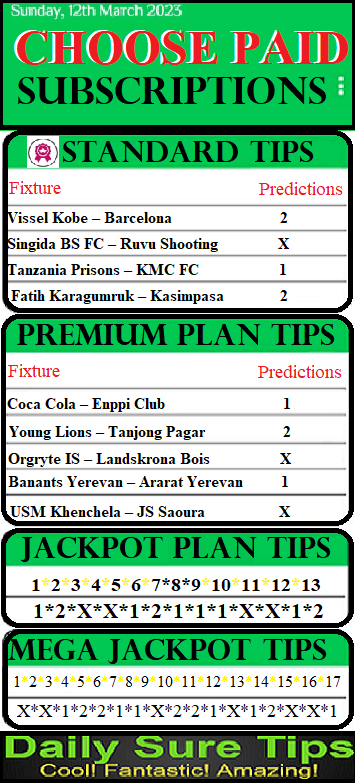 Sunday, 12th March 2023
CHOOSE PAID
SUBSCRIPTIONS
STANDARD TIPS
Fixture Predictions
Vissel Kobe – Barcelona 2
Singida BS FC – Ruvu Shooting X
Tanzania Prisons – KMC FC 1
.Fatih Karagumruk – Kasimpasa 2
PREMIUM PLAN TIPS
Fixture Predictions
Coca Cola – Enppi Club 1
Young Lions – Tanjong Pagar 2
Orgryte IS – Landskrona Bois X
Banants Yerevan – Ararat Yerevan 1
USM Khenchela – JS Saoura X
JACKPOT PLAN TIPS
1*2*3*4*5*6*7*8*9*10*11*12*13
1*2*X*X*1*2*1*1*1*X*X*1*2
MEGA JACKPOT TIPS
1*2*3*4*5*6*7*8*9*10*11*12*13*14*15*16*17
X*X*1*2*2*1*1*X*2*2*1*X*1*2*X*X*1
Daily Sure Tips
Cool! Fantastic! Amazing!